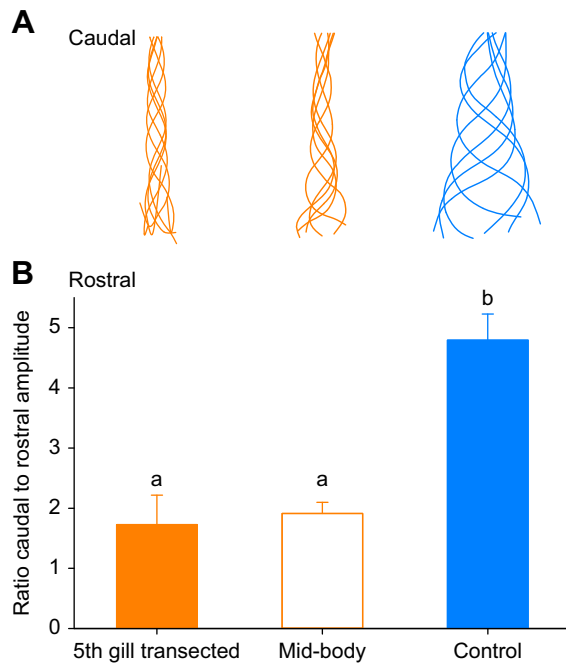 A
Caudal
Rostral
B
Ratio caudal to rostral amplitude
5
4
3
2
1
0
a
a
b
5th gill transected
Mid-body
Control